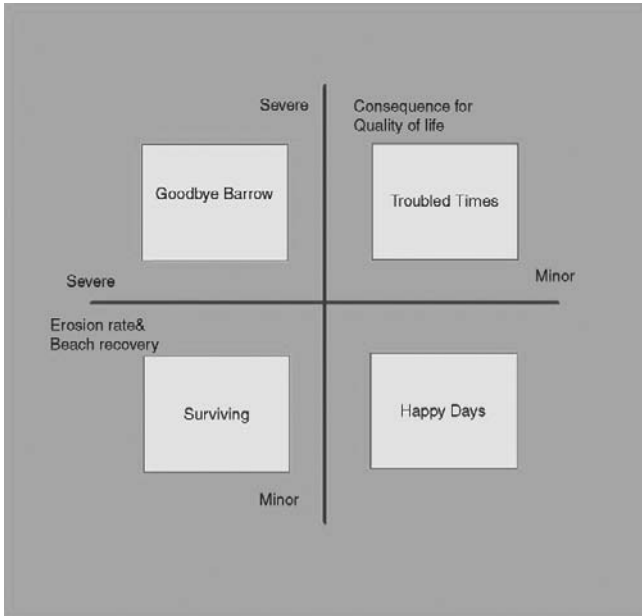 Severe
Consequence for
Quality of life
Goodbye Barrow
Troubled Times
Severe
Minor
Erosion rate&
Beach recovery
Surviving
Happy Days
Minor